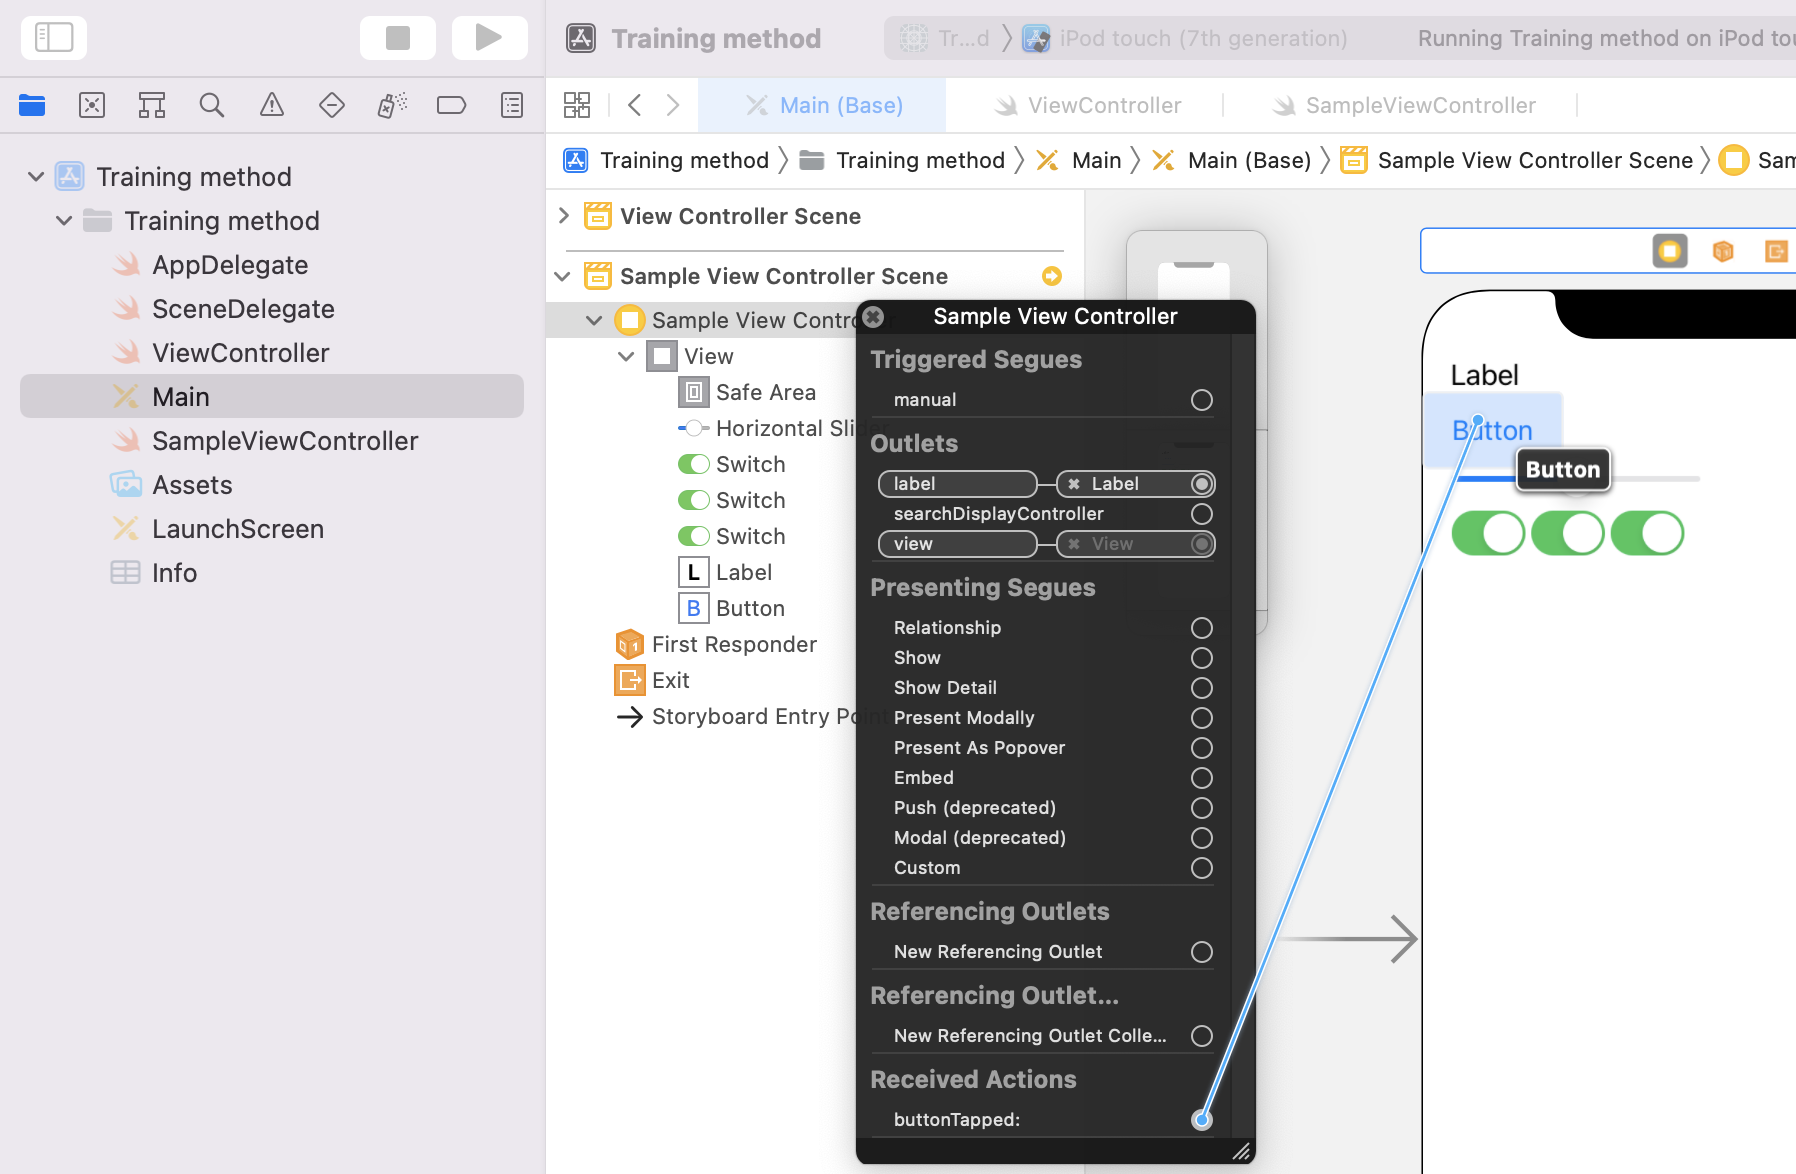 Training method
Tr...d
iPod touch (7th generation)
Running Training method on iPod tou
Main (Base)
ViewController
SampleViewController
Training method
Training method
Main
Main (Base)
Sample View Controller Scene
Sam
Training method
Training method
AppDelegate
SceneDelegate
ViewController
Main
SampleViewController
Assets
LaunchScreen
Info
View Controller Scene
Sample View Controller Scene
Sample View Contro
View
Safe Area
Horizontal Slider
Switch
Switch
Switch
L Label
B Button
First Responder
Exit
Storyboard Entry Point
Sample View Controller
Triggered Segues
manual
Outlets
label
Label
searchDisplayController
view
View
Presenting Segues
Relationship
Show
Show Detail
Present Modally
Present As Popover
Embed
Push (deprecated)
Modal (deprecated)
Custom
Referencing Outlets
New Referencing Outlet
Referencing Outlet...
New Referencing Outlet Colle...
Received Actions
buttonTapped:
Label
Button
Button